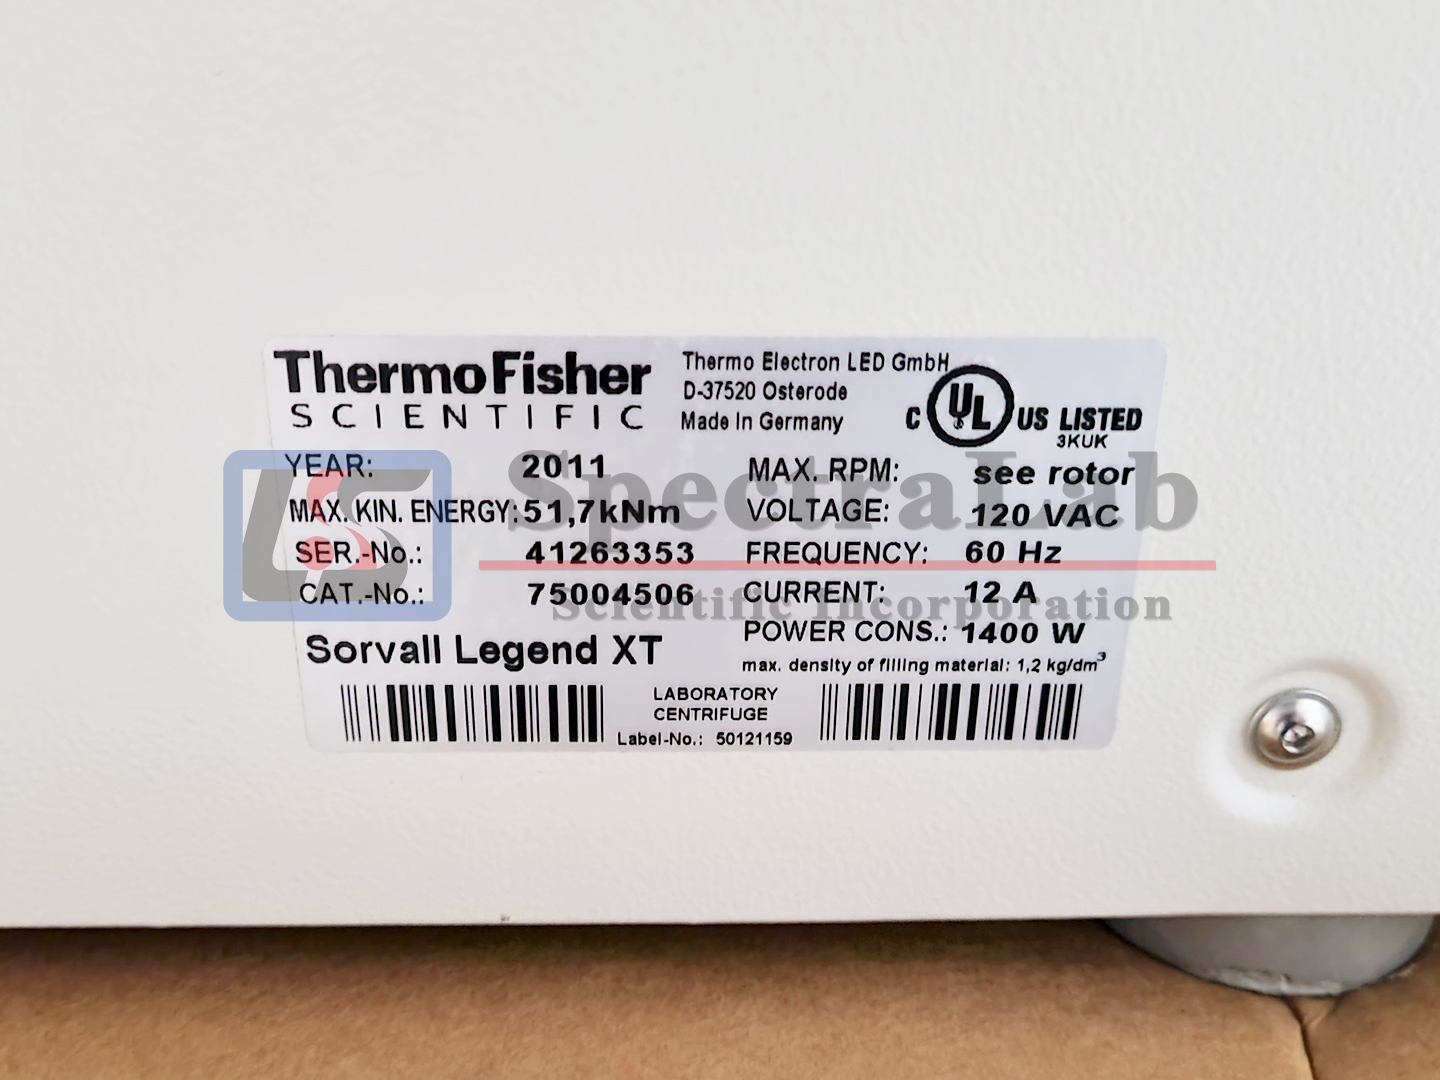 ThermoFisher
SCIENTIFIC
Thermo Electron LED GmbH
D-37520 Osterode
Made In Germany
C UL US LISTED
3KUK
YEAR: 2011
MAX. KIN. ENERGY: 51,7kNm
SER.-No.: 41263353
CAT.-No.: 75004506
Sorvall Legend XT
MAX. RPM: see rotor
VOLTAGE: 120 VAC
FREQUENCY: 60 Hz
CURRENT: 12 A
POWER CONS.: 1400 W
max. density of filling material: 1,2 kg/dm³
LABORATORY
CENTRIFUGE
Label-No.: 50121159
LS
SpectraLab
Scientific Incorporation